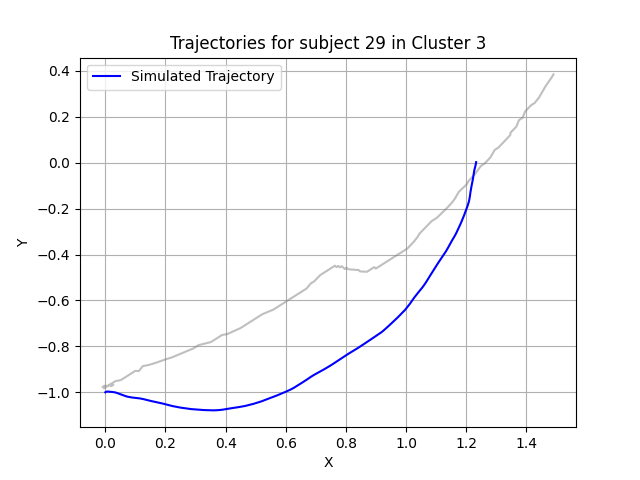 Trajectories for subject 29 in Cluster 3
Simulated Trajectory
0.4
0.2
0.0
−0.2
−0.4
−0.6
−0.8
−1.0
Y
0.0 0.2 0.4 0.6 0.8 1.0 1.2 1.4
X